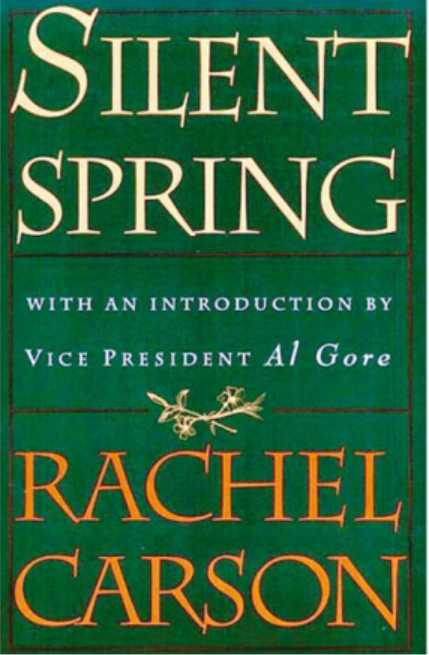 SILENT
SPRING
WITH AN INTRODUCTION BY
VICE PRESIDENT Al Gore
RACHEL
CARSON